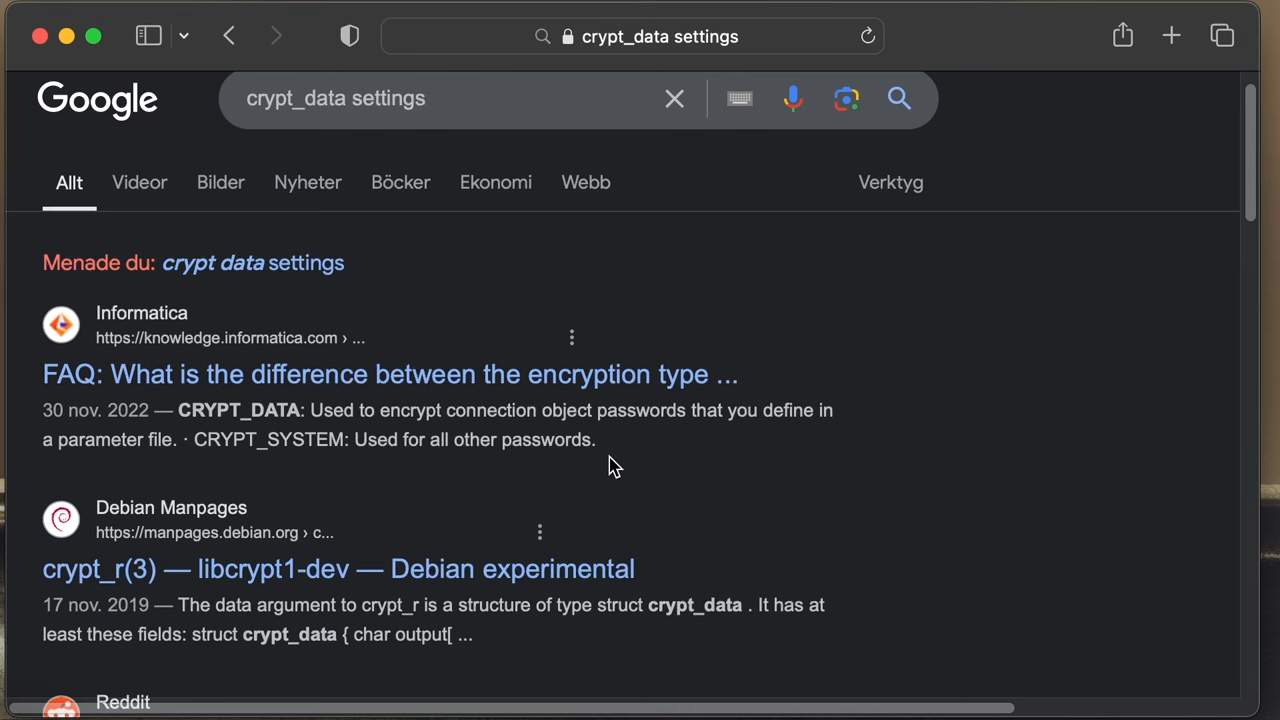 crypt_data settings
Google
crypt_data settings
Allt Videor Bilder Nyheter Böcker Ekonomi Webb Verktyg
Menade du: crypt data settings
Informatica
https://knowledge.informatica.com › ...
FAQ: What is the difference between the encryption type ...
30 nov. 2022 — CRYPT_DATA: Used to encrypt connection object passwords that you define in
a parameter file. · CRYPT_SYSTEM: Used for all other passwords.
Debian Manpages
https://manpages.debian.org › c...
crypt_r(3) — libcrypt1-dev — Debian experimental
17 nov. 2019 — The data argument to crypt_r is a structure of type struct crypt_data . It has at
least these fields: struct crypt_data { char output[ ...
Reddit